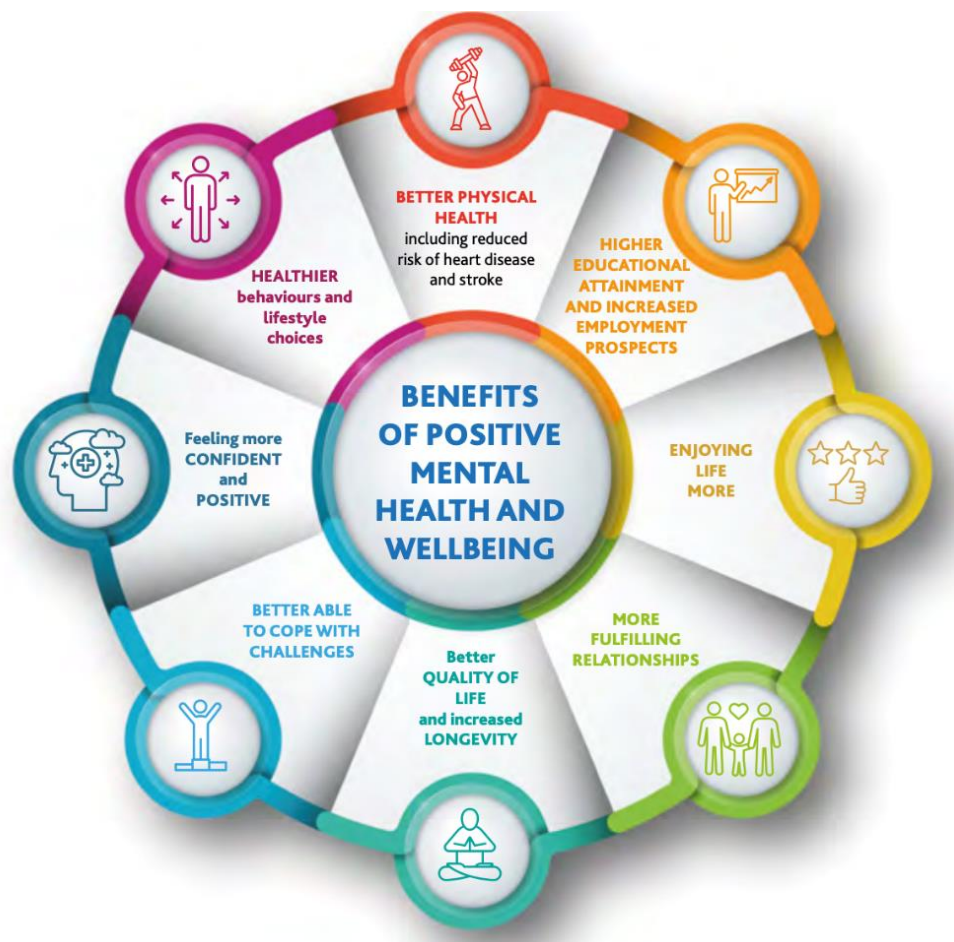 BENEFITS
OF POSITIVE
MENTAL
HEALTH AND
WELLBEING
BETTER PHYSICAL
HEALTH
including reduced
risk of heart disease
and stroke
HIGHER
EDUCATIONAL
ATTAINMENT
AND INCREASED
EMPLOYMENT
PROSPECTS
ENJOYING
LIFE
MORE
MORE
FULFILLING
RELATIONSHIPS
Better
QUALITY OF
LIFE
and increased
LONGEVITY
BETTER ABLE
TO COPE WITH
CHALLENGES
Feeling more
CONFIDENT
and
POSITIVE
HEALTHIER
behaviours and
lifestyle
choices